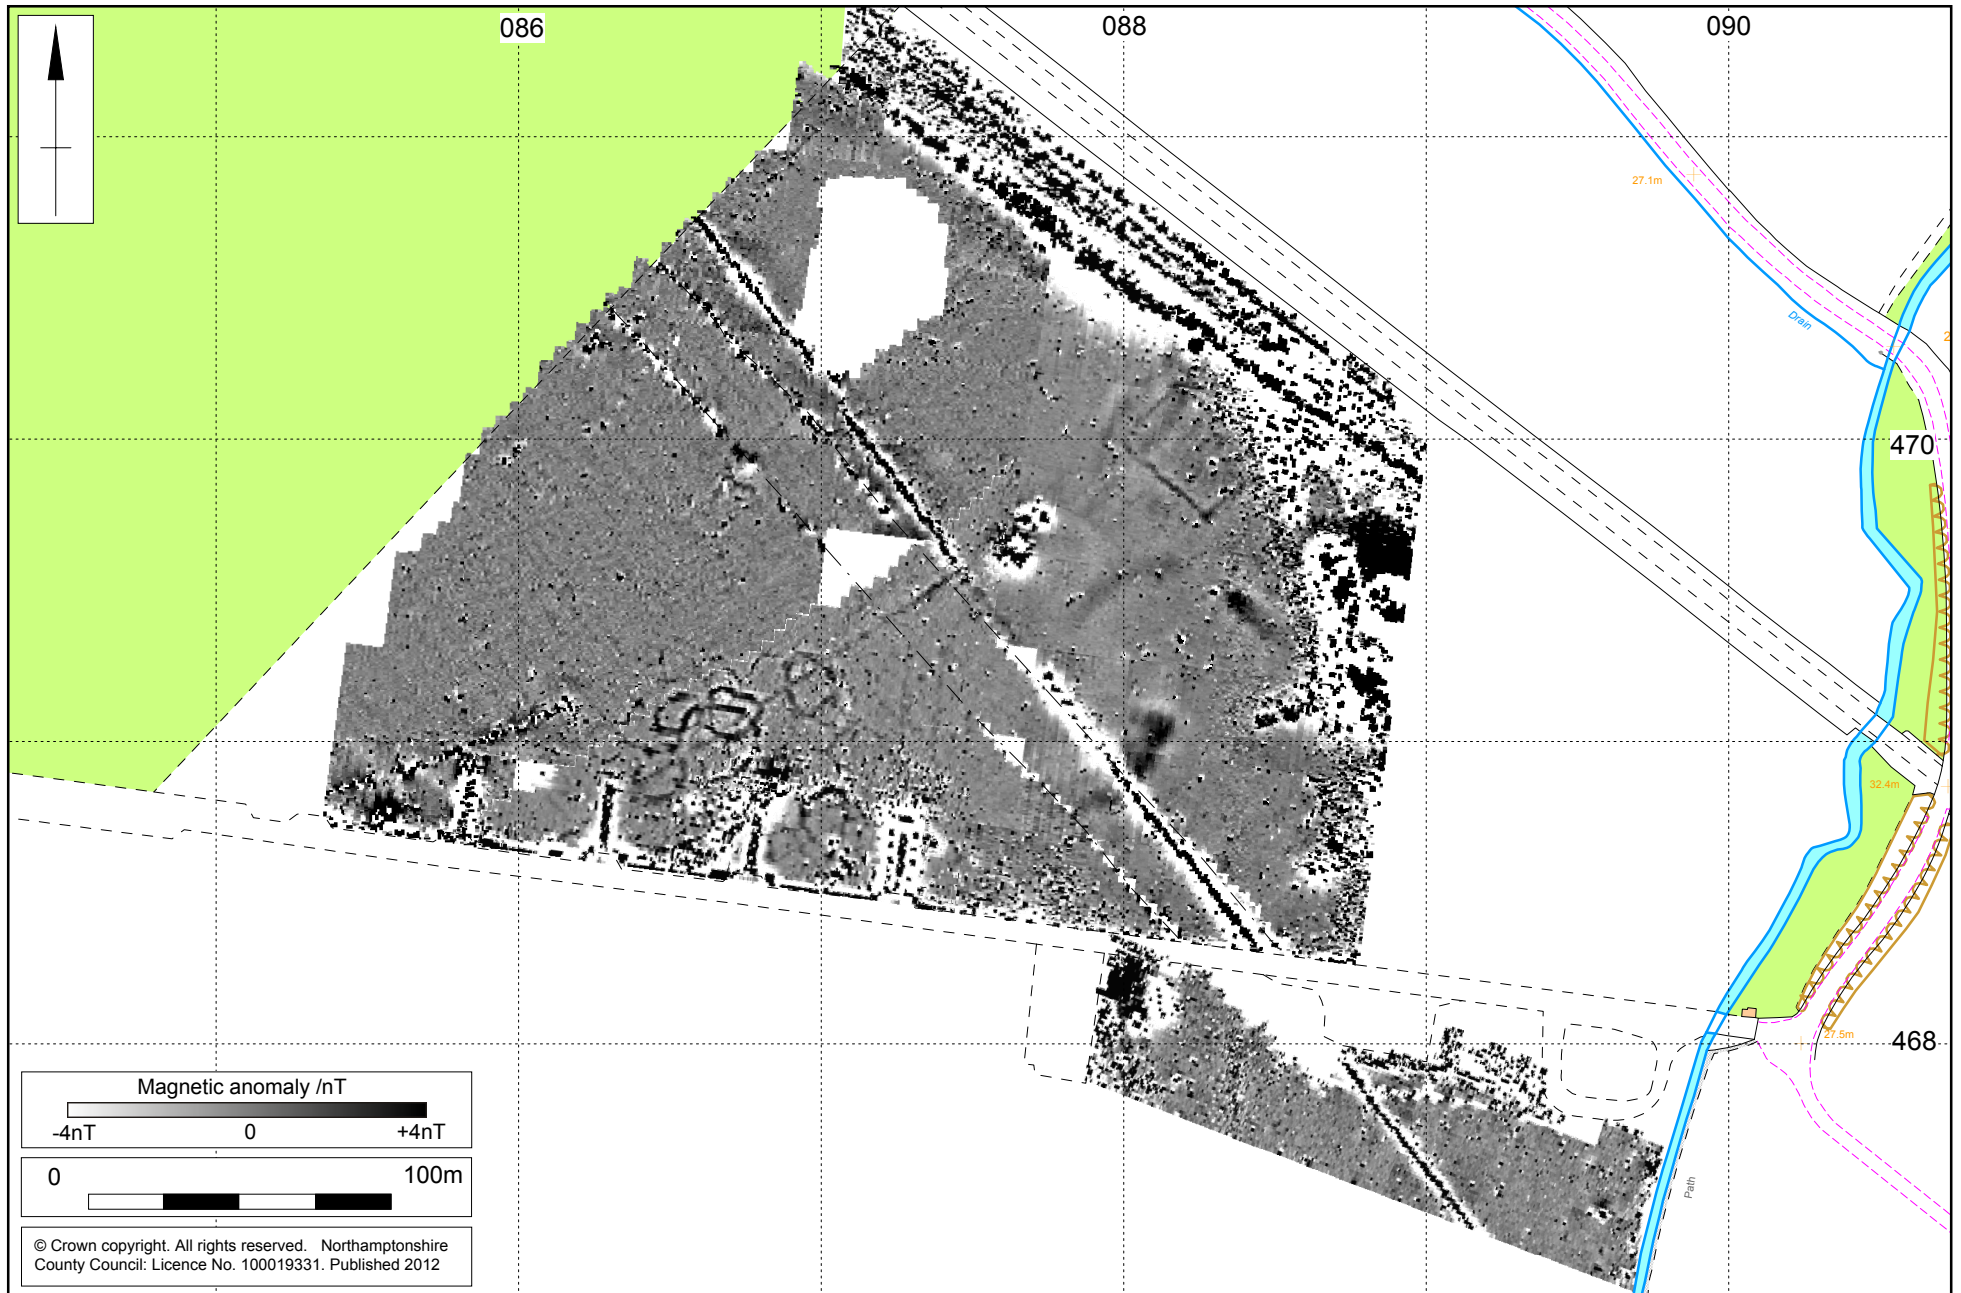 086
088
090
27.1m
Drain
2
470
32.4m
27.5m
468
Path
Magnetic anomaly /nT
-4nT 0 +4nT
0 100m
© Crown copyright. All rights reserved. Northamptonshire
County Council: Licence No. 100019331. Published 2012